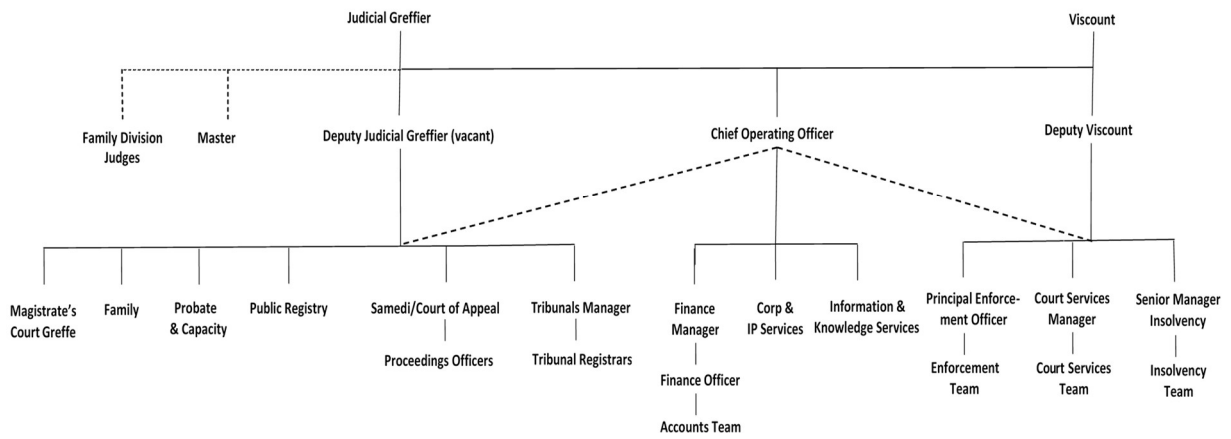 Judicial Greffier
Viscount
Family Division
Judges
Master
Deputy Judicial Greffier (vacant)
Chief Operating Officer
Deputy Viscount
Magistrate's
Court Greffe
Family
Probate
& Capacity
Public Registry
Samedi/Court of Appeal
Tribunals Manager
Finance
Manager
Corp &
IP Services
Information &
Knowledge Services
Principal Enforce-
ment Officer
Court Services
Manager
Senior Manager
Insolvency
Proceedings Officers
Tribunal Registrars
Finance Officer
Enforcement
Team
Court Services
Team
Insolvency
Team
Accounts Team